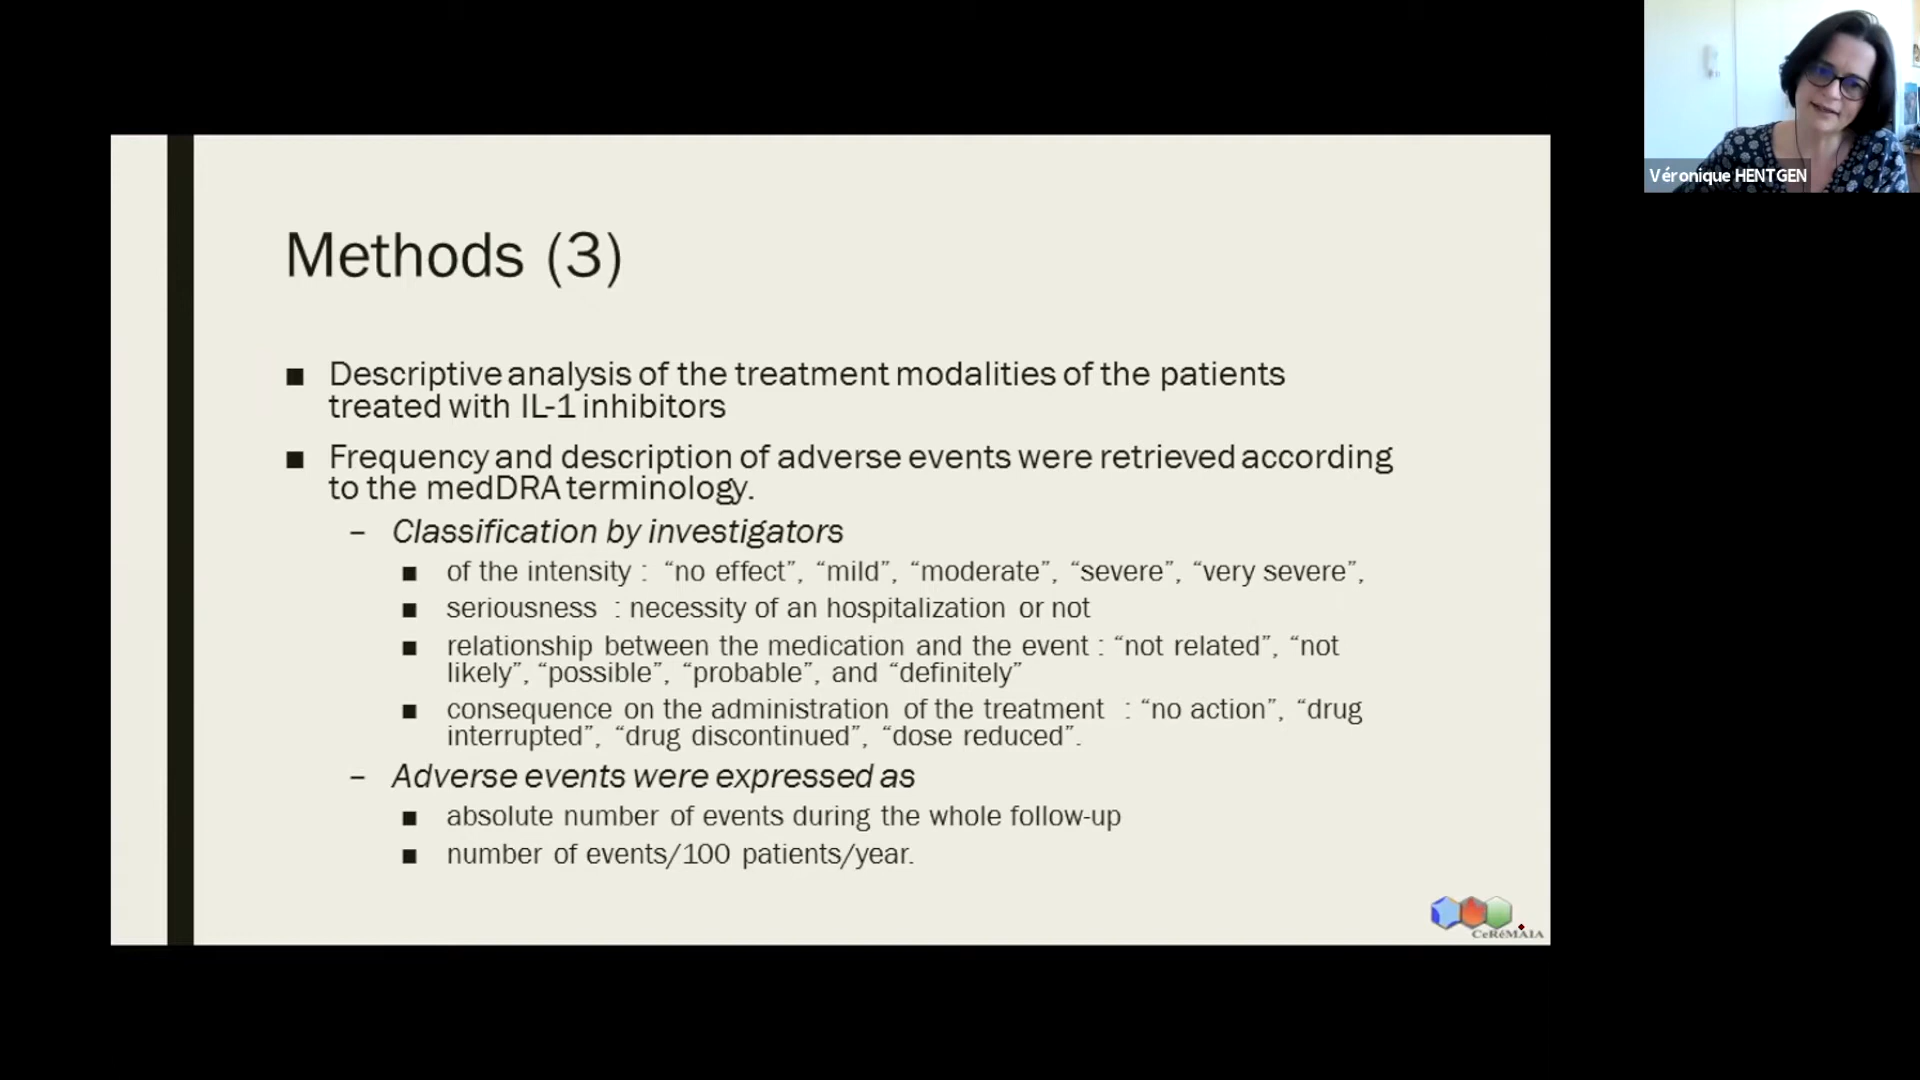 Véronique HENTGEN
Methods (3)
■ Descriptive analysis of the treatment modalities of the patients
treated with IL-1 inhibitors
■ Frequency and description of adverse events were retrieved according
to the medDRA terminology.
– Classification by investigators
■ of the intensity : “no effect”, “mild”, “moderate”, “severe”, “very severe”,
■ seriousness : necessity of an hospitalization or not
■ relationship between the medication and the event : “not related”, “not
likely”, “possible”, “probable”, and “definitely”
■ consequence on the administration of the treatment : “no action”, “drug
interrupted”, “drug discontinued”, “dose reduced”.
– Adverse events were expressed as
■ absolute number of events during the whole follow-up
■ number of events/100 patients/year.
CeRéMAIA